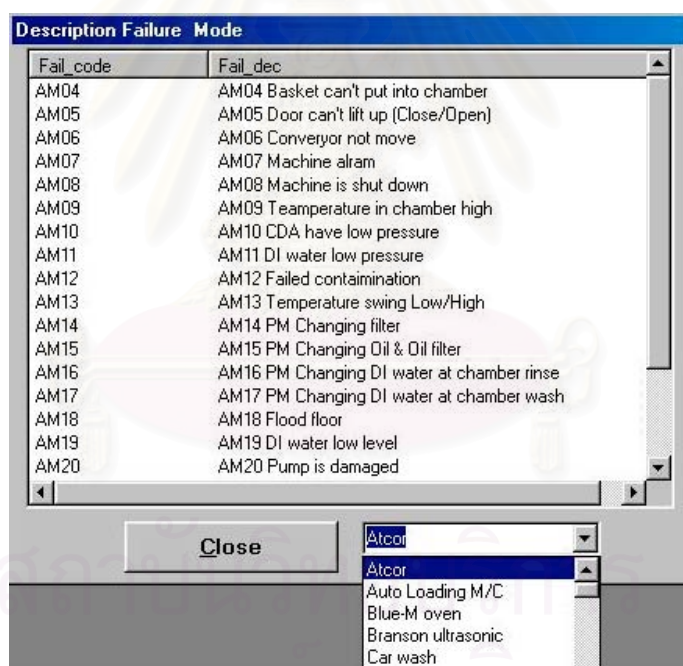 Description Failure Mode
Fail_code Fail_dec
AM04 AM04 Basket can't put into chamber
AM05 AM05 Door can't lift up (Close/Open)
AM06 AM06 Converyor not move
AM07 AM07 Machine alram
AM08 AM08 Machine is shut down
AM09 AM09 Teamperature in chamber high
AM10 AM10 CDA have low pressure
AM11 AM11 DI water low pressure
AM12 AM12 Failed contaimination
AM13 AM13 Temperature swing Low/High
AM14 AM14 PM Changing filter
AM15 AM15 PM Changing Oil & Oil filter
AM16 AM16 PM Changing DI water at chamber rinse
AM17 AM17 PM Changing DI water at chamber wash
AM18 AM18 Flood floor
AM19 AM19 DI water low level
AM20 AM20 Pump is damaged
Close Atcor
Atcor
Auto Loading M/C
Blue-M oven
Branson ultrasonic
Car wash